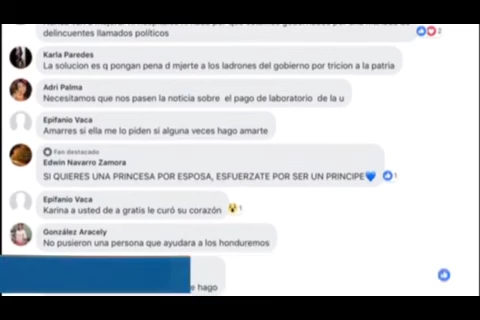 delincuentes llamados políticos
2
Karla Paredes
La solucion es q pongan pena d mjerte a los ladrones del gobierno por tricion a la patria
Adri Palma
Necesitamos que nos pasen la noticia sobre el pago de laboratorio de la u
Epifanio Vaca
Amarres si ella me lo piden si alguna veces hago amarte
Fan destacado
Edwin Navarro Zamora
SI QUIERES UNA PRINCESA POR ESPOSA, ESFUERZATE POR SER UN PRINCIPE💙
1
Epifanio Vaca
Karina a usted de a gratis le curó su corazón
1
González Aracely
No pusieron una persona que ayudara a los honduremos
hago